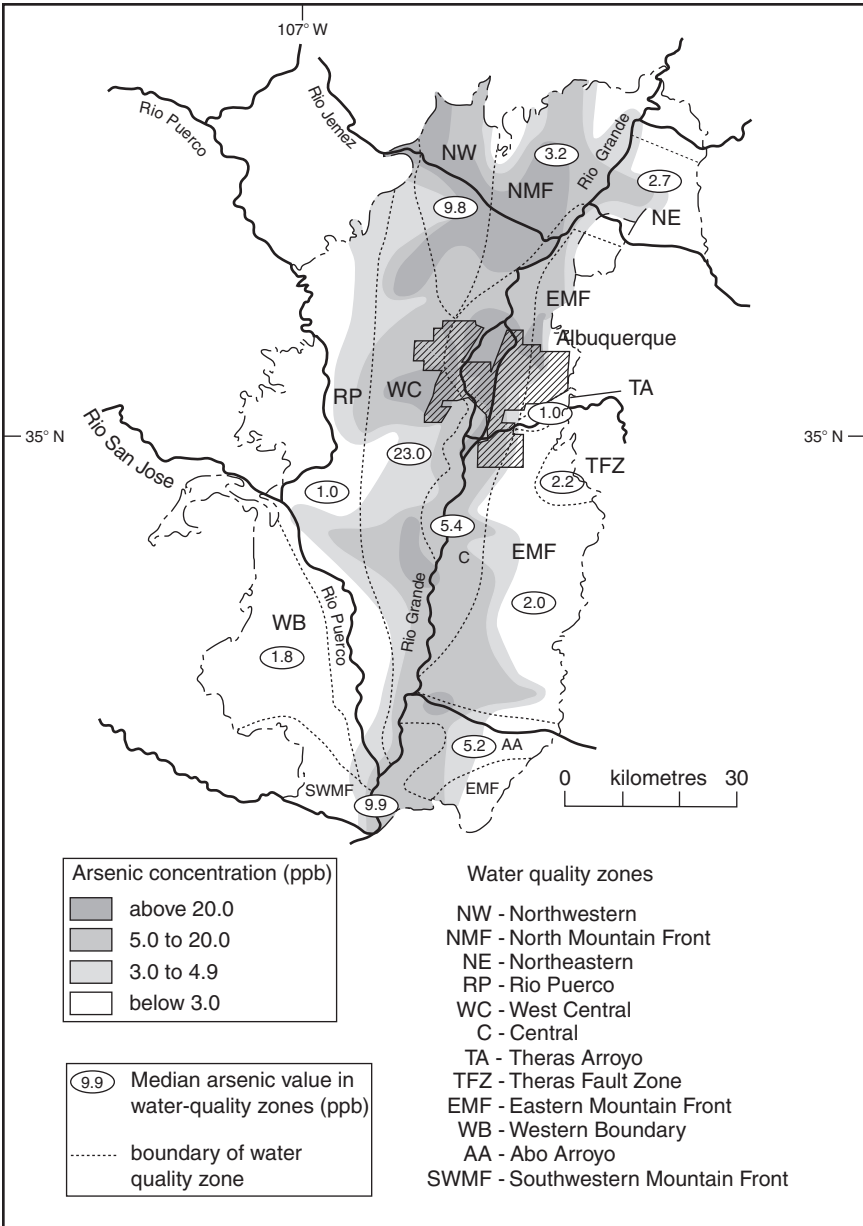 107° W
Rio Puerco
Rio Jemez
Rio Grande
NW
3.2
NMF
2.7
9.8
NE
EMF
Albuquerque
RP
WC
TA
1.0
35° N
35° N
Rio San Jose
23.0
TFZ
2.2
1.0
5.4
C
EMF
Rio Grande
2.0
Rio Puerco
WB
1.8
5.2
AA
SWMF
EMF
9.9
0 kilometres 30
Arsenic concentration (ppb)
above 20.0
5.0 to 20.0
3.0 to 4.9
below 3.0
9.9 Median arsenic value in
water-quality zones (ppb)
boundary of water
quality zone
Water quality zones
NW - Northwestern
NMF - North Mountain Front
NE - Northeastern
RP - Rio Puerco
WC - West Central
C - Central
TA - Theras Arroyo
TFZ - Theras Fault Zone
EMF - Eastern Mountain Front
WB - Western Boundary
AA - Abo Arroyo
SWMF - Southwestern Mountain Front